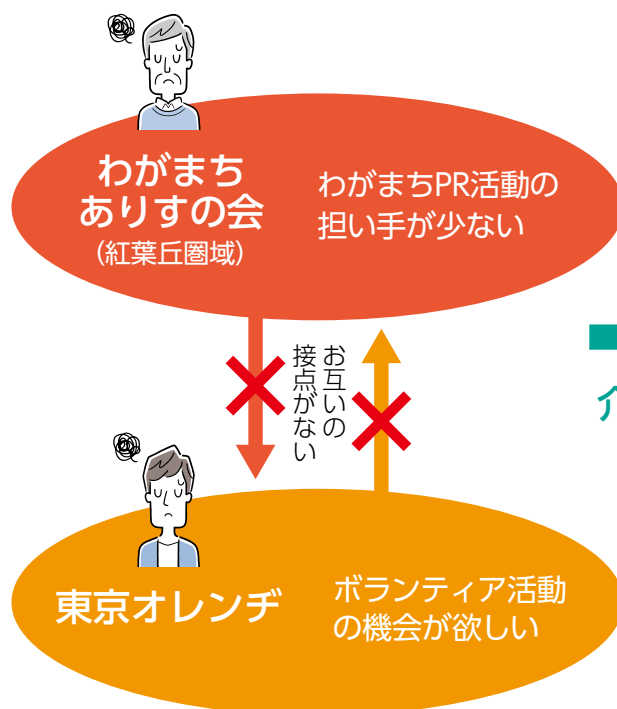 わがまち
ありすの会
(紅葉丘圏域)
わがまちPR活動の
担い手が少ない
お互いの
接点がない
東京オレンヂ
ボランティア活動
の機会が欲しい